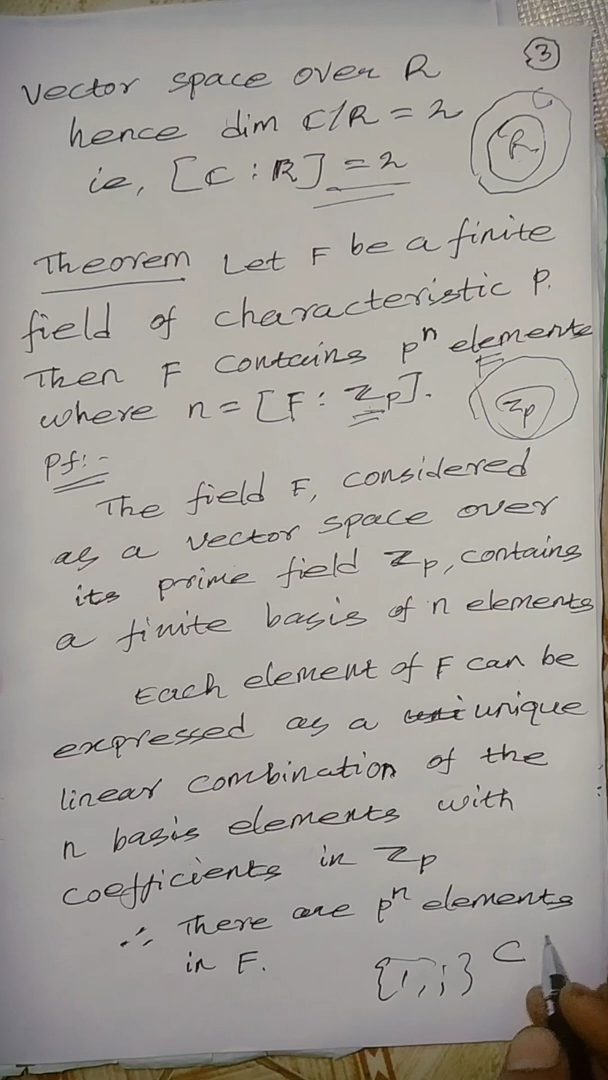 ③
Vector space over R
hence dim C/R = 2
ie, [C : R] = 2
C
R
Theorem Let F be a finite
field of characteristic p.
Then F contains pⁿ elements
where n = [F : Zp].
F
Zp
Pf:-
The field F, considered
as a vector space over
its prime field Zp, contains
a finite basis of n elements
Each element of F can be
expressed as a unique
linear combination of the
n basis elements with
coefficients in Zp
∴ There are pⁿ elements
in F.
{1, i} C